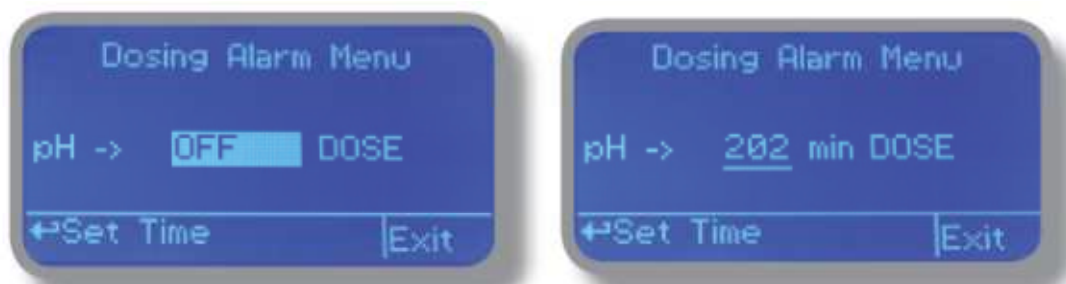 Dosing Alarm Menu
pH -> OFF DOSE
↵Set Time
Exit
Dosing Alarm Menu
pH -> 202 min DOSE
↵Set Time
Exit